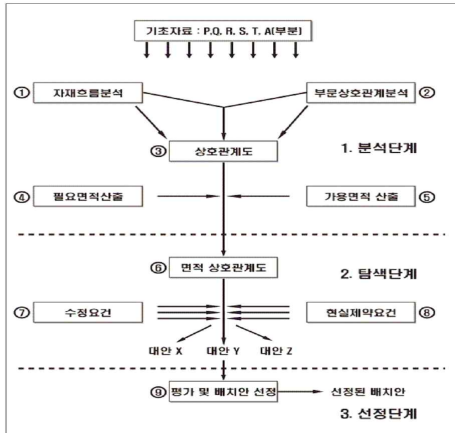 기초자료 : P.Q, R, S, T, A(부분)
① 자재흐름분석
부문상호관계분석 ②
③ 상호관계도
1. 분석단계
④ 필요면적산출
가용면적 산출 ⑤
⑥ 면적 상호관계도
2. 탐색단계
⑦ 수정요건
현실제약요건 ⑧
대안 X 대안 Y 대안 Z
⑨ 평가 및 배치안 선정
선정된 배치안
3. 선정단계